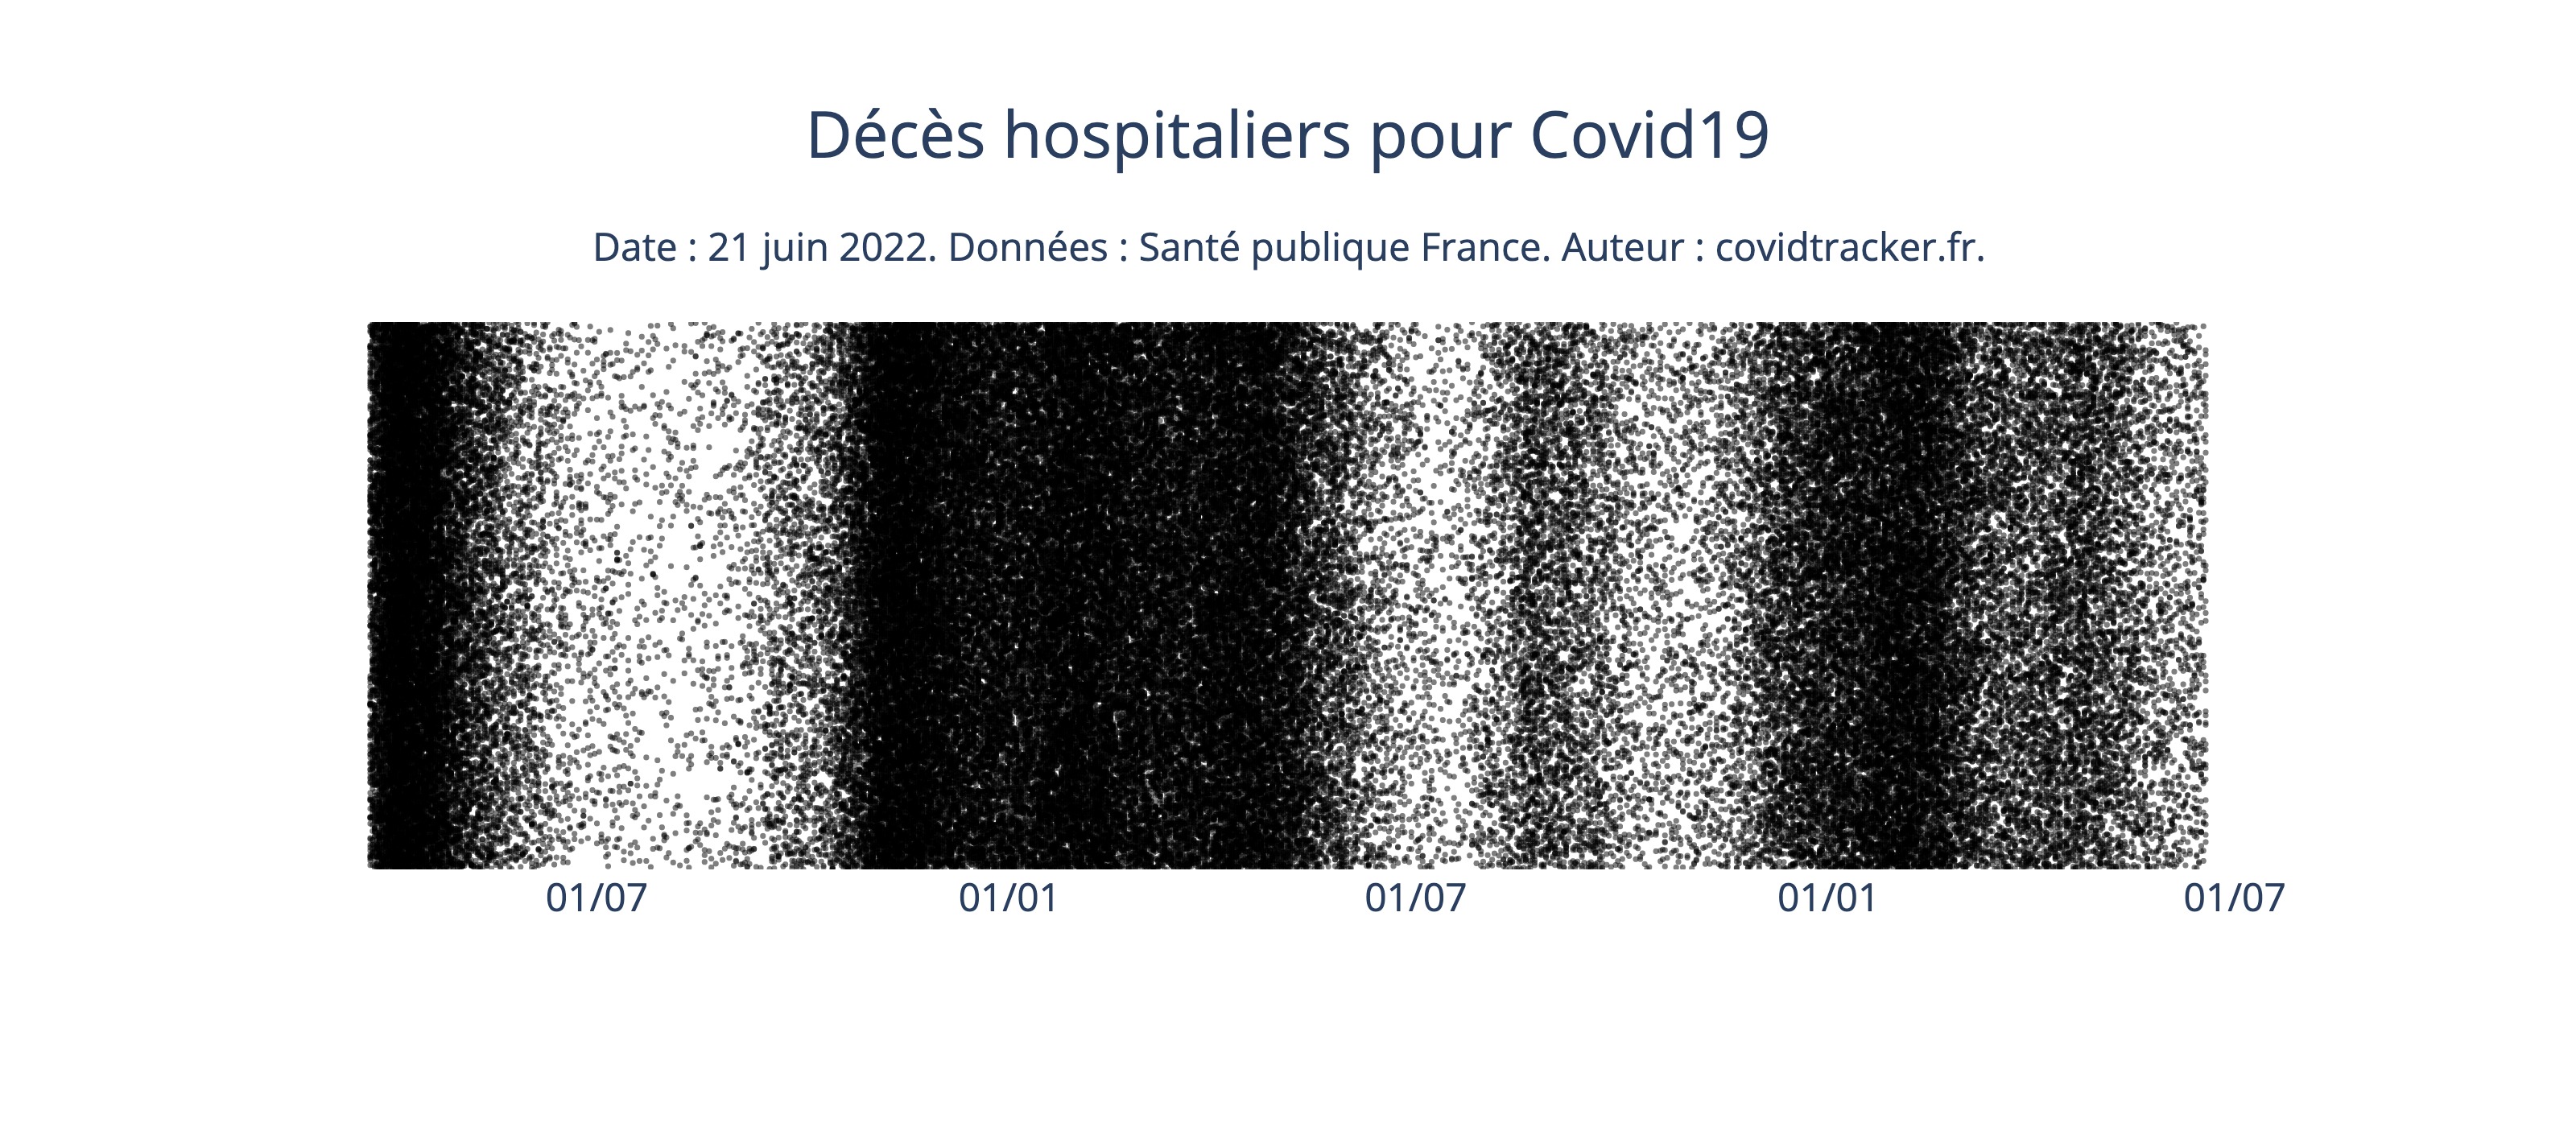 Décès hospitaliers pour Covid19
Date : 21 juin 2022. Données : Santé publique France. Auteur : covidtracker.fr.
01/07 01/01 01/07 01/01 01/07